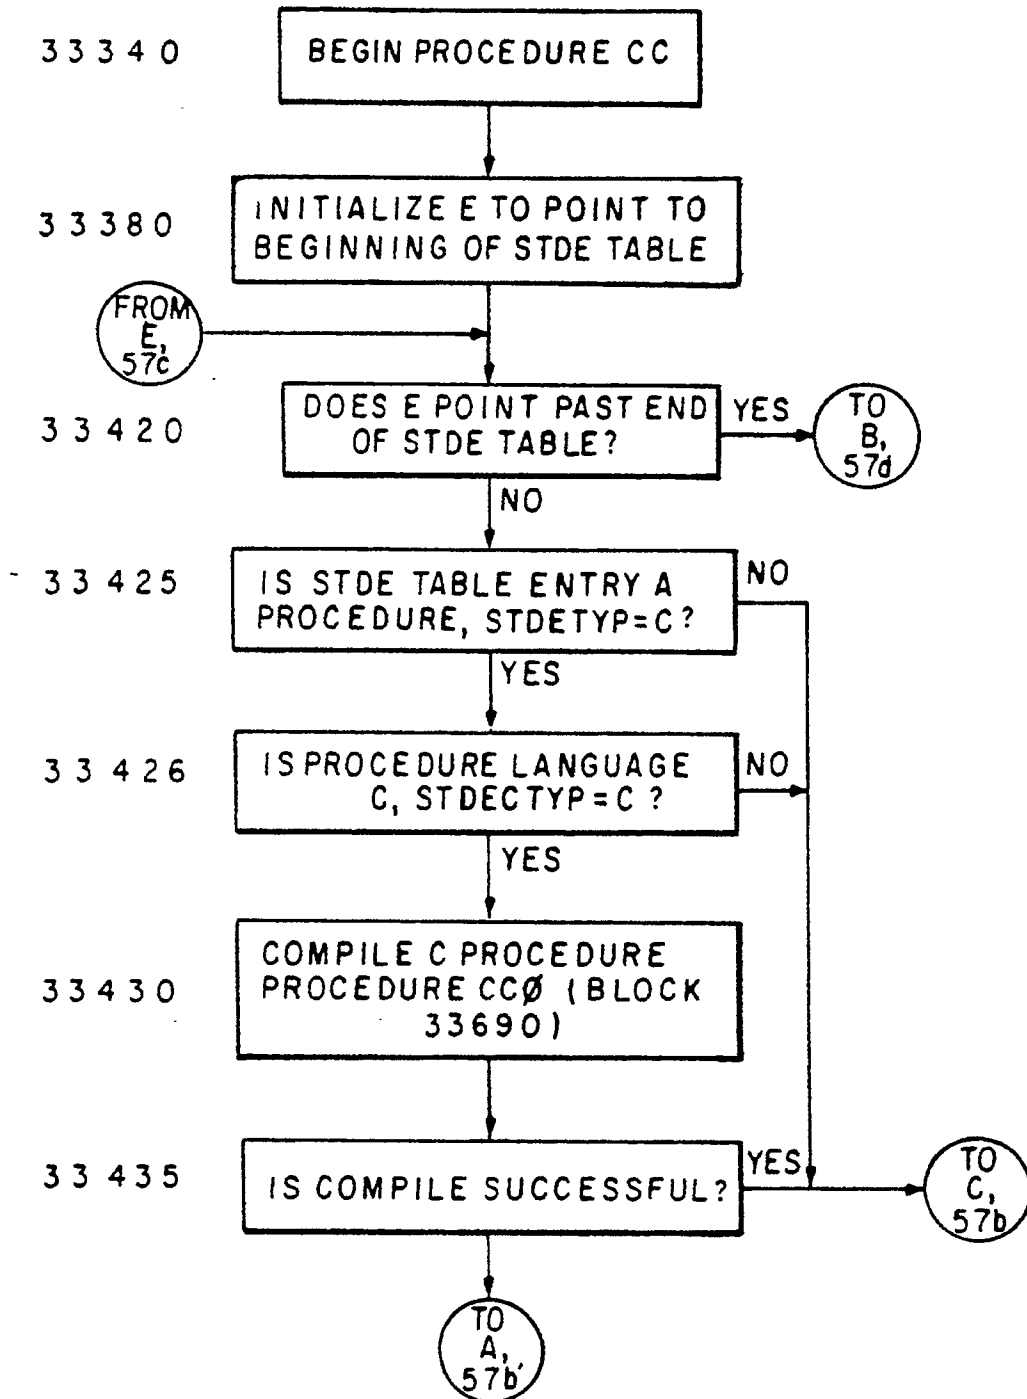 33340
BEGIN PROCEDURE CC
33380
INITIALIZE E TO POINT TO
BEGINNING OF STDE TABLE
FROM
E,
57c
33420
DOES E POINT PAST END
OF STDE TABLE?
YES
TO
B,
57d
NO
33425
IS STDE TABLE ENTRY A
PROCEDURE, STDETYP=C?
NO
YES
33426
IS PROCEDURE LANGUAGE
C, STDECTYP=C?
NO
YES
33430
COMPILE C PROCEDURE
PROCEDURE CCØ (BLOCK
33690)
33435
IS COMPILE SUCCESSFUL?
YES
TO
C,
57b
TO
A,
57b